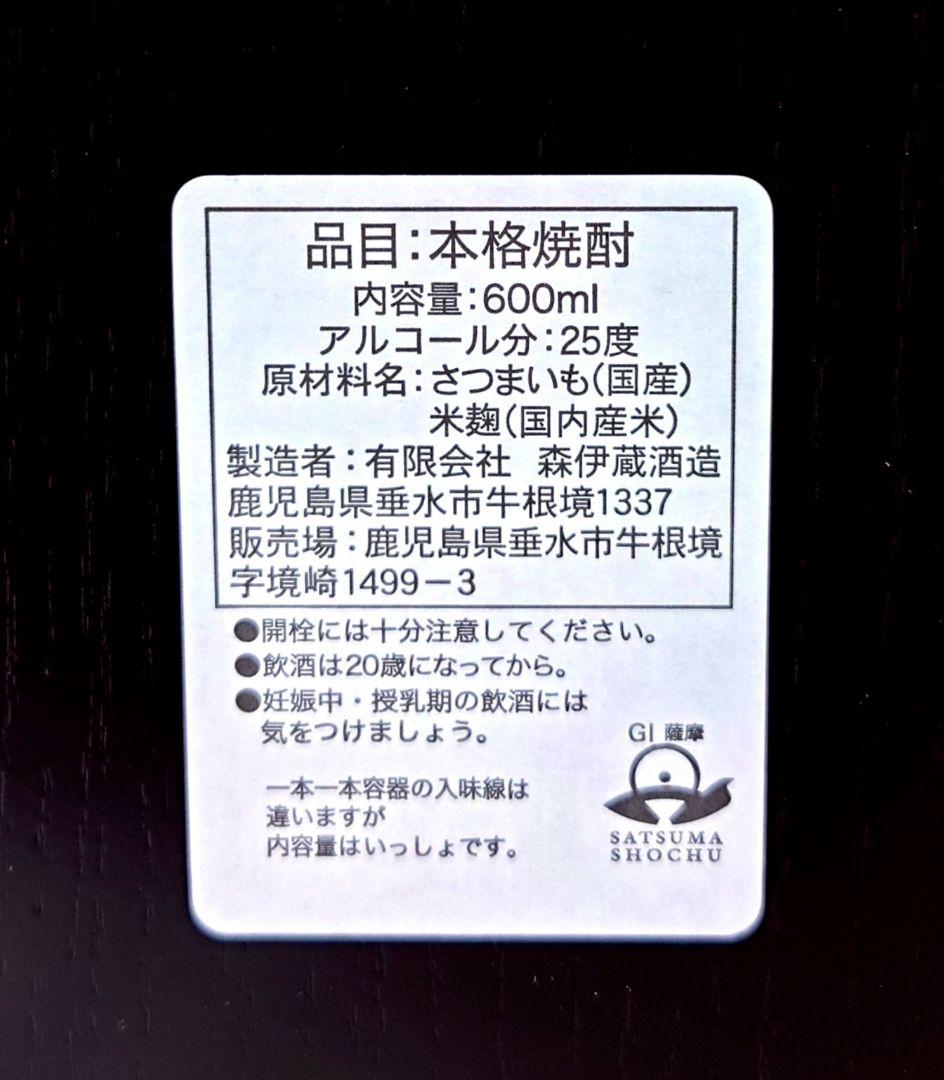 品目：本格焼酎
内容量：600ml
アルコール分：25度
原材料名：さつまいも(国産)
米麹(国内産米)
製造者：有限会社 森伊蔵酒造
鹿児島県垂水市牛根境1337
販売場：鹿児島県垂水市牛根境
字境崎1499－3
●開栓には十分注意してください。
●飲酒は20歳になってから。
●妊娠中・授乳期の飲酒には
気をつけましょう。
一本一本容器の入味線は
違いますが
内容量はいっしょです。
GI 薩摩
SATSUMA
SHOCHU